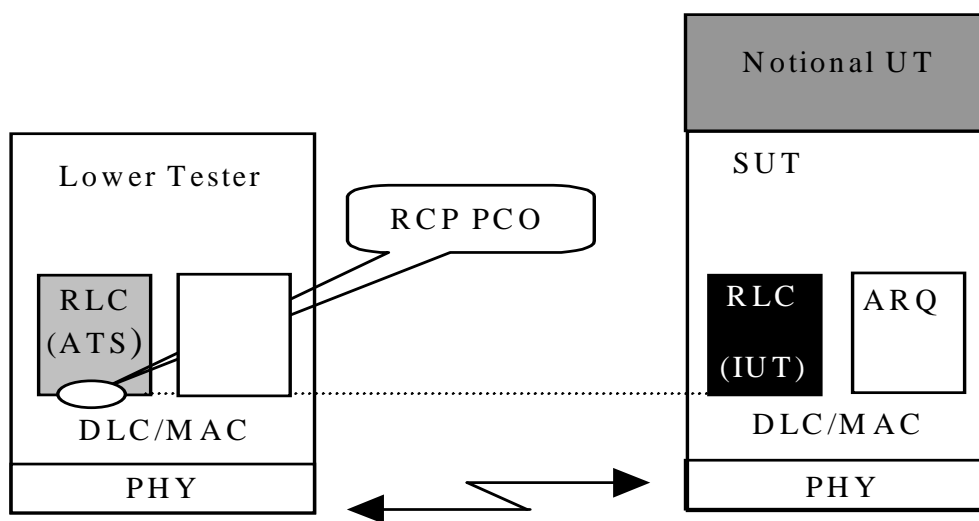 Notional UT
Lower Tester
SUT
RCP PCO
RLC
(ATS)
RLC
(IUT)
ARQ
DLC/MAC
DLC/MAC
PHY
PHY